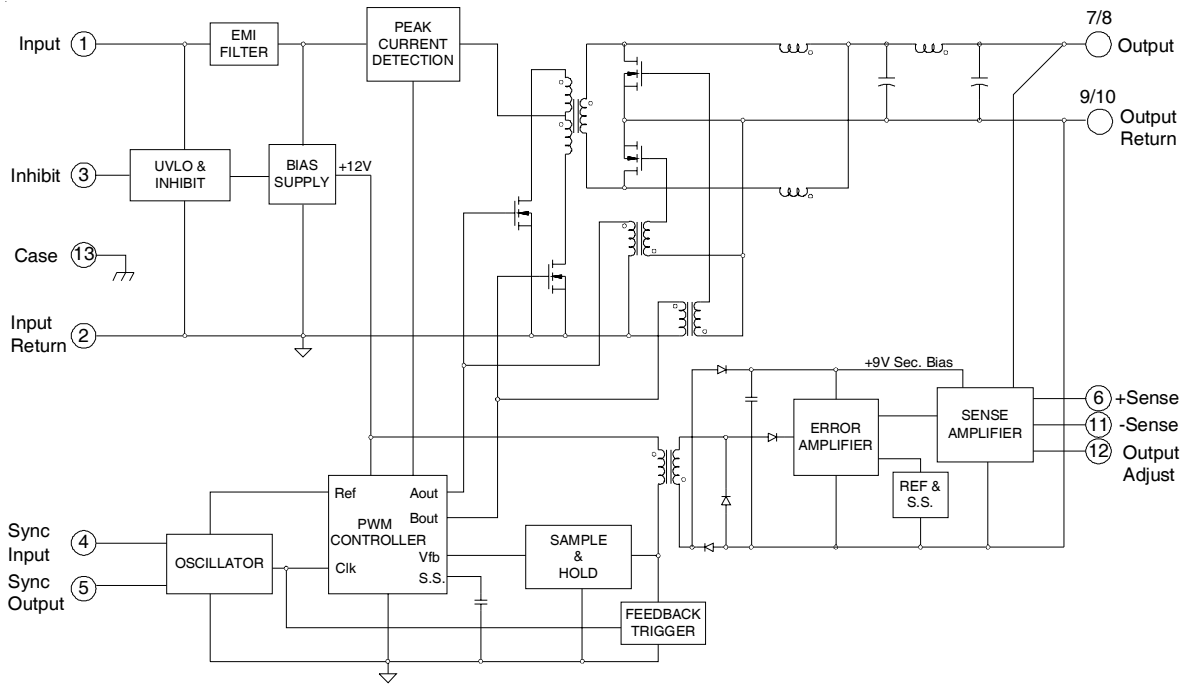 7/8
Input 1
EMI
FILTER
PEAK
CURRENT
DETECTION
Output
9/10
Output
Return
Inhibit 3
UVLO &
INHIBIT
BIAS
SUPPLY
+12V
Case 13
Input
Return 2
+9V Sec. Bias
ERROR
AMPLIFIER
SENSE
AMPLIFIER
6 +Sense
11 -Sense
12 Output
Adjust
REF &
S.S.
Ref
Aout
Bout
PWM
CONTROLLER
Vfb
Clk
S.S.
Sync
Input 4
Sync
Output 5
OSCILLATOR
SAMPLE
&
HOLD
FEEDBACK
TRIGGER